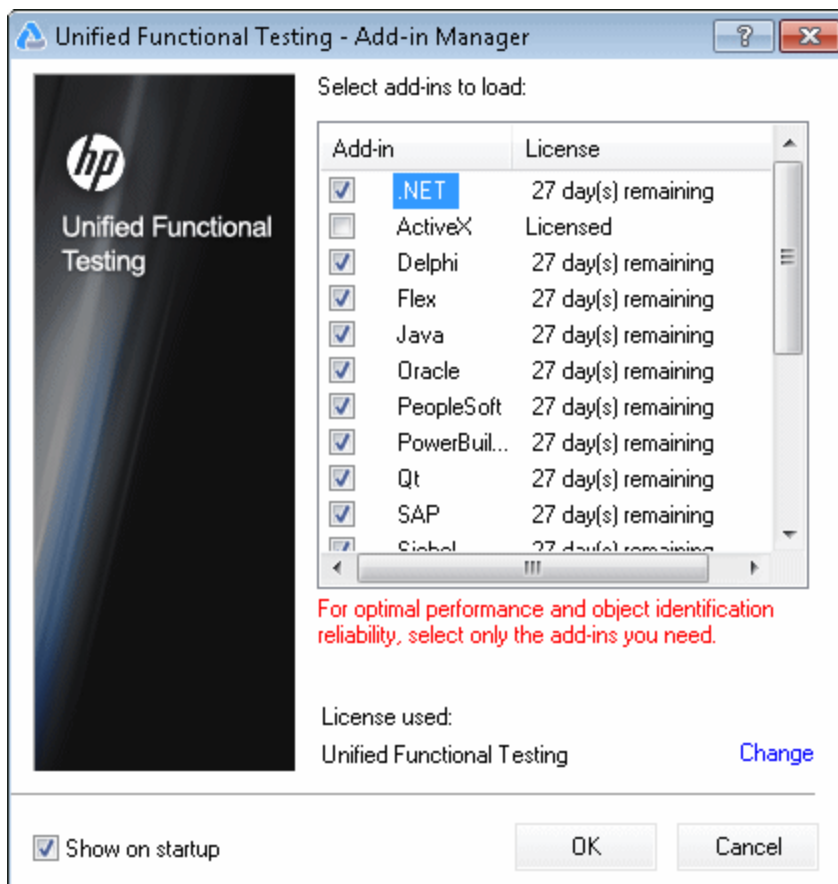 Unified Functional Testing - Add-in Manager
?
hp
Unified Functional
Testing
Select add-ins to load:
Add-in License
.NET 27 day(s) remaining
ActiveX Licensed
Delphi 27 day(s) remaining
Flex 27 day(s) remaining
Java 27 day(s) remaining
Oracle 27 day(s) remaining
PeopleSoft 27 day(s) remaining
PowerBuil... 27 day(s) remaining
Qt 27 day(s) remaining
SAP 27 day(s) remaining
Siebel 27 day(s) remaining
For optimal performance and object identification
reliability, select only the add-ins you need.
License used:
Unified Functional Testing Change
Show on startup OK Cancel